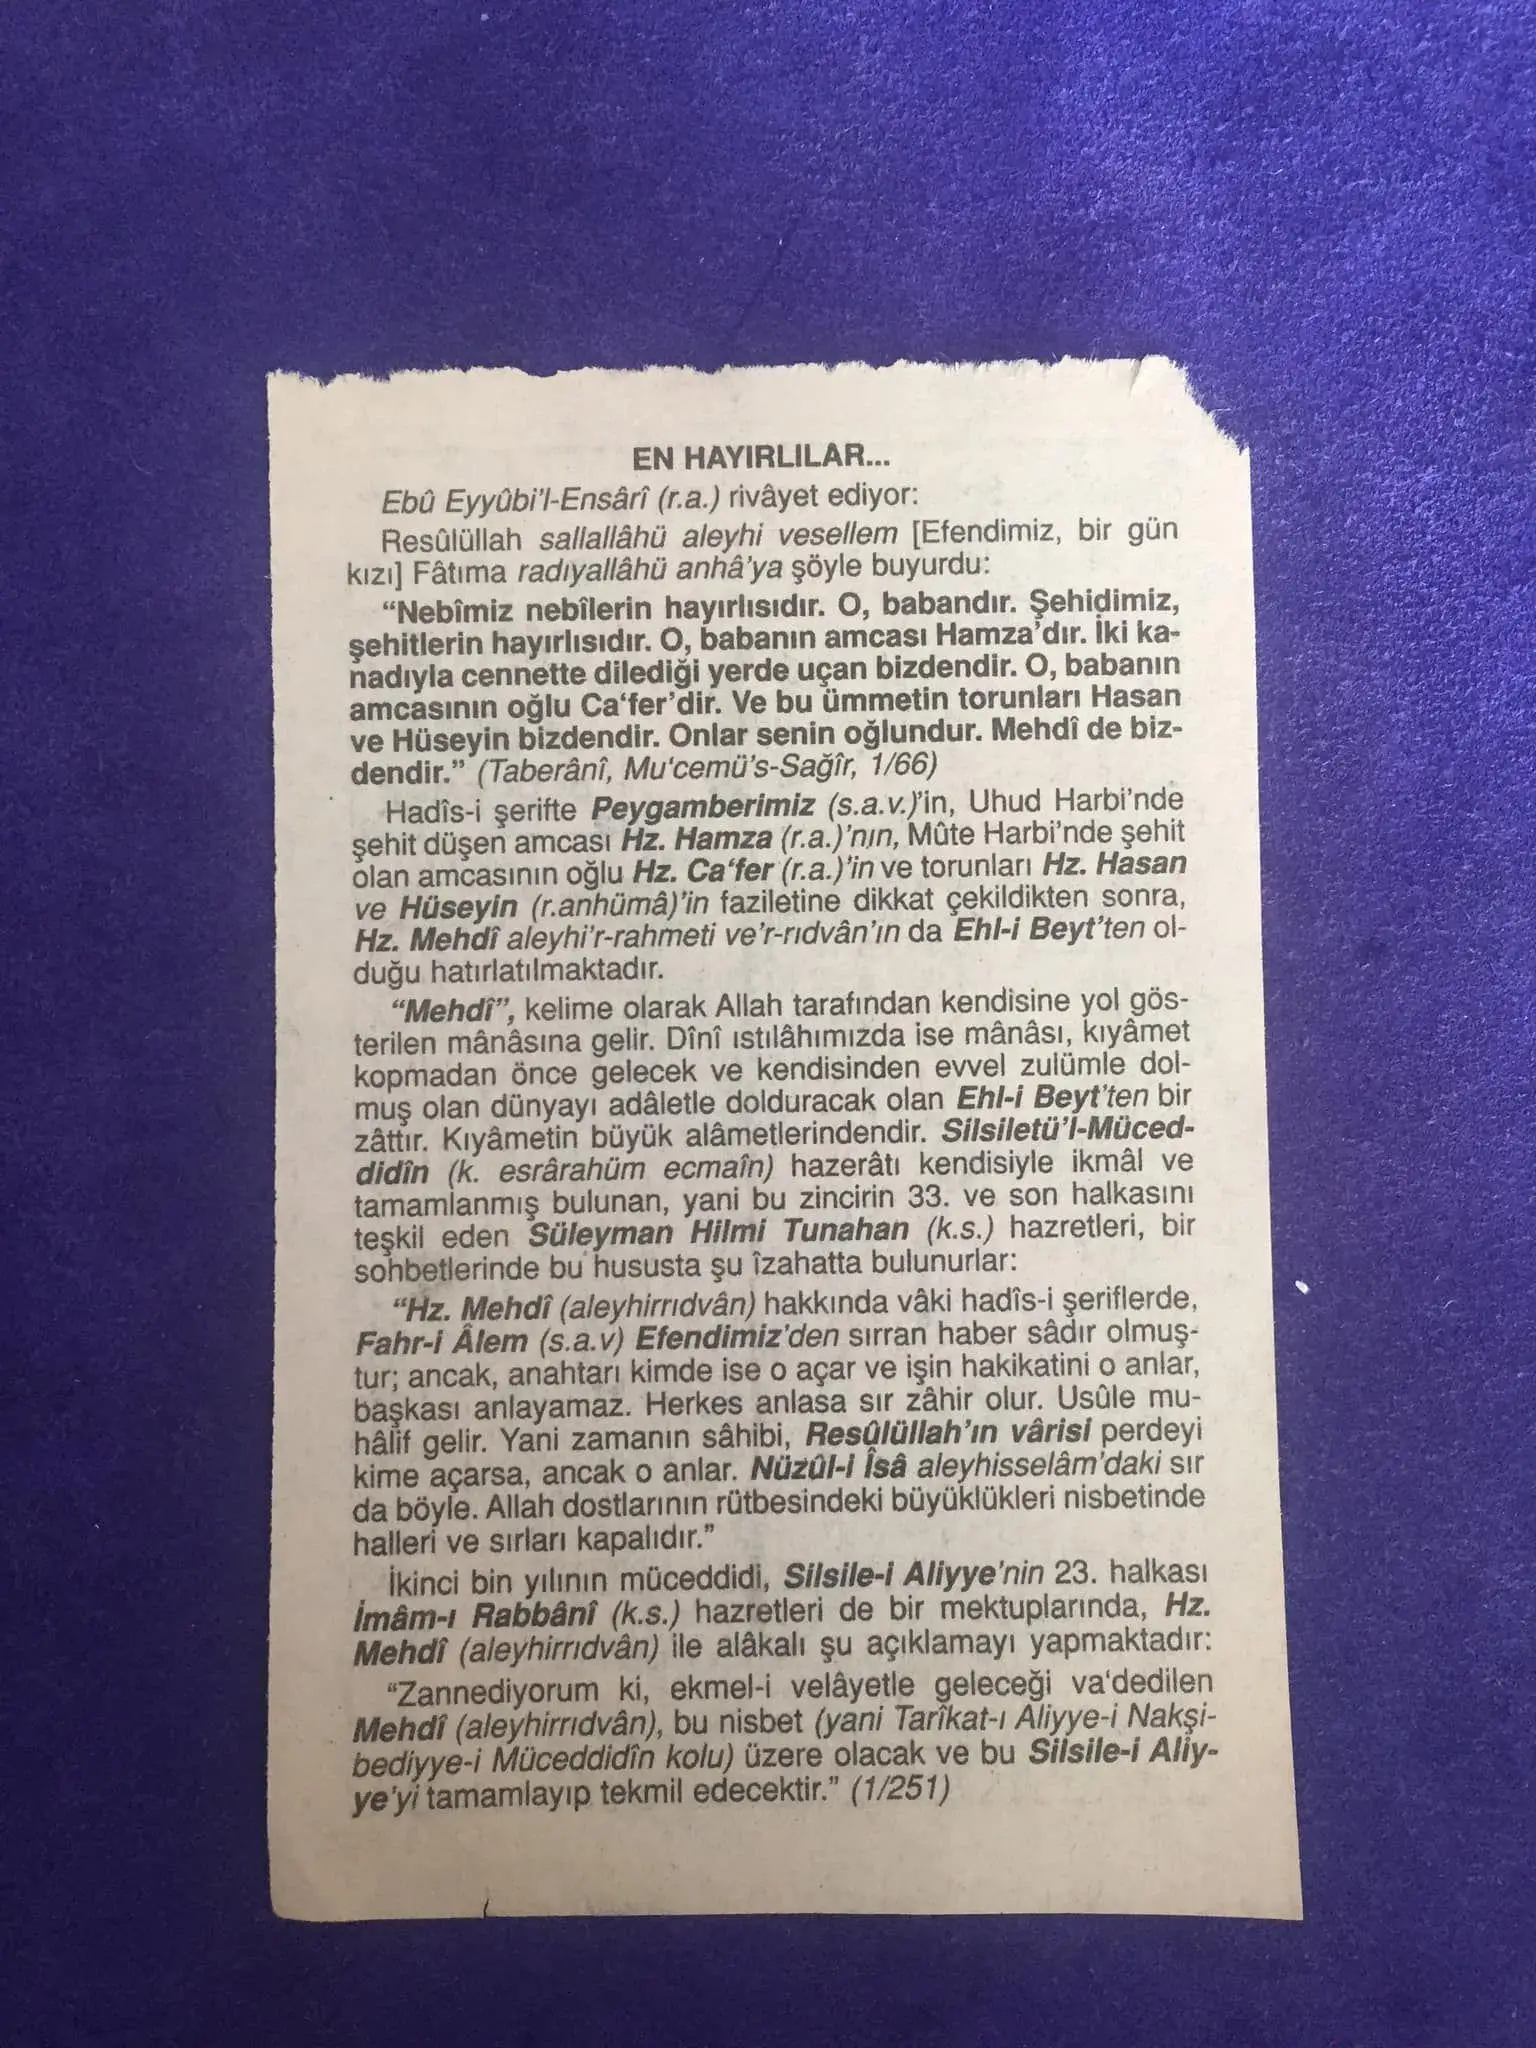 EN HAYIRLILAR...
Ebû Eyyûbi'l-Ensârî (r.a.) rivâyet ediyor:
Resûlüllah sallallâhü aleyhi vesellem [Efendimiz, bir gün
kızı] Fâtıma radıyallâhü anhâ'ya şöyle buyurdu:
“Nebîmiz nebîlerin hayırlısıdır. O, babandır. Şehidimiz,
şehitlerin hayırlısıdır. O, babanın amcası Hamza'dır. İki ka-
nadıyla cennette dilediği yerde uçan bizdendir. O, babanın
amcasının oğlu Ca‘fer'dir. Ve bu ümmetin torunları Hasan
ve Hüseyin bizdendir. Onlar senin oğlundur. Mehdî de biz-
dendir.” (Taberânî, Mu‘cemü's-Sağîr, 1/66)
Hadîs-i şerifte Peygamberimiz (s.a.v.)'in, Uhud Harbi'nde
şehit düşen amcası Hz. Hamza (r.a.)'nın, Mûte Harbi'nde şehit
olan amcasının oğlu Hz. Ca‘fer (r.a.)'in ve torunları Hz. Hasan
ve Hüseyin (r.anhümâ)'in faziletine dikkat çekildikten sonra,
Hz. Mehdî aleyhi'r-rahmeti ve'r-rıdvân'ın da Ehl-i Beyt'ten ol-
duğu hatırlatılmaktadır.
“Mehdî”, kelime olarak Allah tarafından kendisine yol gös-
terilen mânâsına gelir. Dînî ıstılâhımızda ise mânâsı, kıyâmet
kopmadan önce gelecek ve kendisinden evvel zulümle dol-
muş olan dünyayı adâletle dolduracak olan Ehl-i Beyt'ten bir
zâttır. Kıyâmetin büyük alâmetlerindendir. Silsiletü'l-Müced-
didîn (k. esrârahüm ecmaîn) hazerâtı kendisiyle ikmâl ve
tamamlanmış bulunan, yani bu zincirin 33. ve son halkasını
teşkil eden Süleyman Hilmi Tunahan (k.s.) hazretleri, bir
sohbetlerinde bu hususta şu îzahatta bulunurlar:
“Hz. Mehdî (aleyhirrıdvân) hakkında vâki hadîs-i şeriflerde,
Fahr-i Âlem (s.a.v) Efendimiz'den sırran haber sâdır olmuş-
tur; ancak, anahtarı kimde ise o açar ve işin hakikatini o anlar,
başkası anlayamaz. Herkes anlasa sır zâhir olur. Usûle mu-
hâlif gelir. Yani zamanın sâhibi, Resûlüllah'ın vârisi perdeyi
kime açarsa, ancak o anlar. Nüzûl-i Îsâ aleyhisselâm'daki sır
da böyle. Allah dostlarının rütbesindeki büyüklükleri nisbetinde
halleri ve sırları kapalıdır.”
İkinci bin yılının müceddidi, Silsile-i Aliyye'nin 23. halkası
İmâm-ı Rabbânî (k.s.) hazretleri de bir mektuplarında, Hz.
Mehdî (aleyhirrıdvân) ile alâkalı şu açıklamayı yapmaktadır:
“Zannediyorum ki, ekmel-i velâyetle geleceği va‘dedilen
Mehdî (aleyhirrıdvân), bu nisbet (yani Tarîkat-ı Aliyye-i Nakşi-
bediyye-i Müceddidîn kolu) üzere olacak ve bu Silsile-i Aliy-
ye'yi tamamlayıp tekmil edecektir.” (1/251)